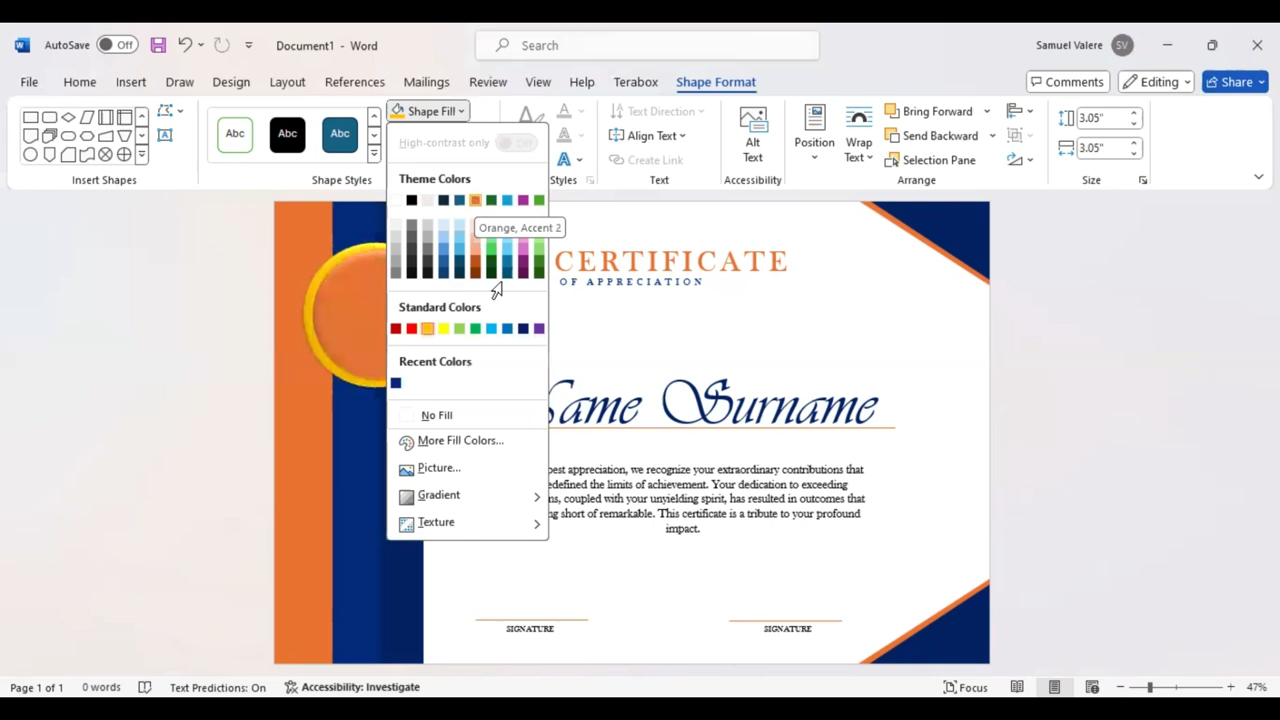 AutoSave Off Document1 - Word Search Samuel Valere SV
File Home Insert Draw Design Layout References Mailings Review View Help Terabox Shape Format Comments Editing Share
Abc Abc Abc Shape Fill Text Direction Align Text Create Link Alt Text Position Wrap Text Bring Forward Send Backward Selection Pane 3.05" 3.05"
Insert Shapes Shape Styles Styles Text Accessibility Arrange Size
High-contrast only Off
Theme Colors
Orange, Accent 2
Standard Colors
Recent Colors
No Fill
More Fill Colors...
Picture...
Gradient
Texture
CERTIFICATE
OF APPRECIATION
Name Surname
best appreciation, we recognize your extraordinary contributions that
defined the limits of achievement. Your dedication to exceeding
coupled with your unyielding spirit, has resulted in outcomes that
short of remarkable. This certificate is a tribute to your profound
impact.
SIGNATURE SIGNATURE
Page 1 of 1 0 words Text Predictions: On Accessibility: Investigate Focus 47%